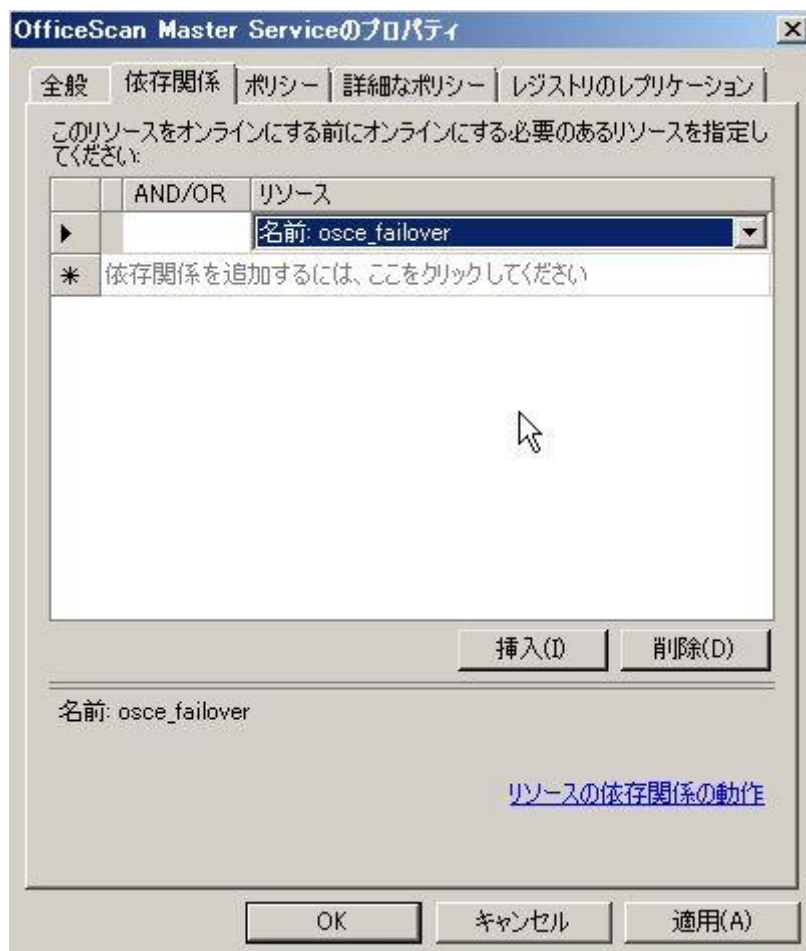 OfficeScan Master Serviceのプロパティ
全般 依存関係 ポリシー 詳細なポリシー レジストリのレプリケーション
このリソースをオンラインにする前にオンラインにする必要のあるリソースを指定し
てください:
AND/OR リソース
名前: osce_failover
依存関係を追加するには、ここをクリックしてください
挿入(I) 削除(D)
名前: osce_failover
リソースの依存関係の動作
OK キャンセル 適用(A)